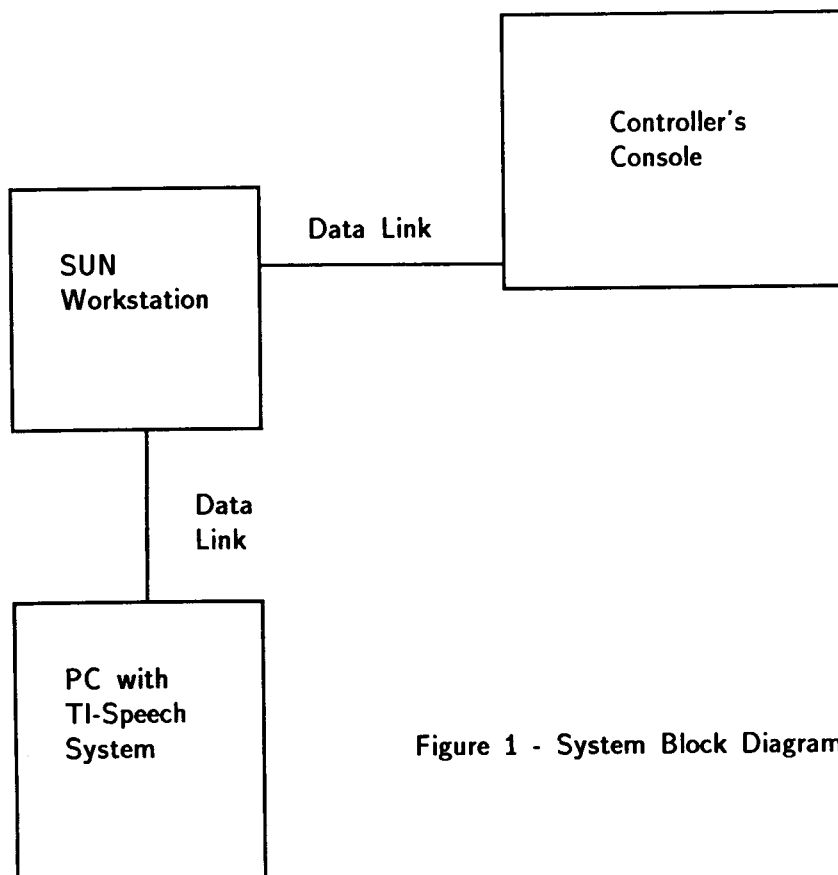 Controller's
Console
Data Link
SUN
Workstation
Data
Link
PC with
TI-Speech
System
Figure 1 - System Block Diagram